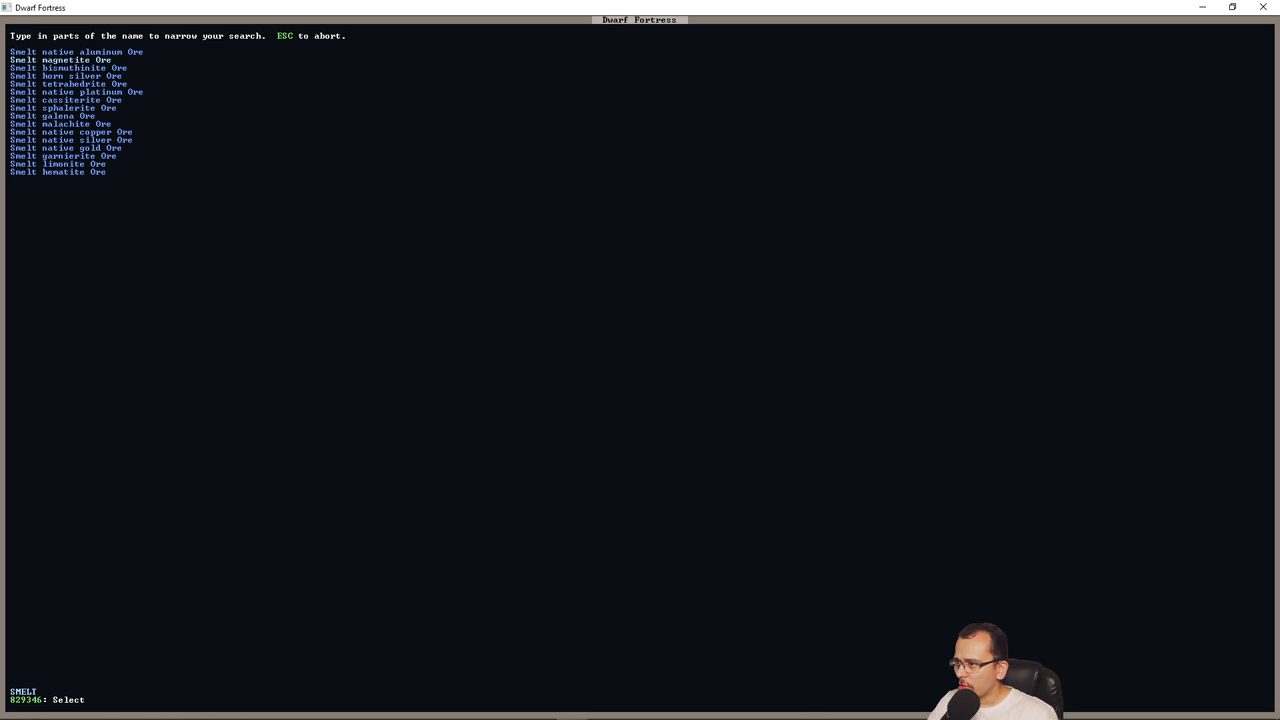 Dwarf Fortress
Dwarf Fortress
Type in parts of the name to narrow your search.  ESC to abort.
Smelt native aluminum Ore
Smelt magnetite Ore
Smelt bismuthinite Ore
Smelt horn silver Ore
Smelt tetrahedrite Ore
Smelt native platinum Ore
Smelt cassiterite Ore
Smelt sphalerite Ore
Smelt galena Ore
Smelt malachite Ore
Smelt native copper Ore
Smelt native silver Ore
Smelt native gold Ore
Smelt garnierite Ore
Smelt limonite Ore
Smelt hematite Ore
SMELT
829346: Select